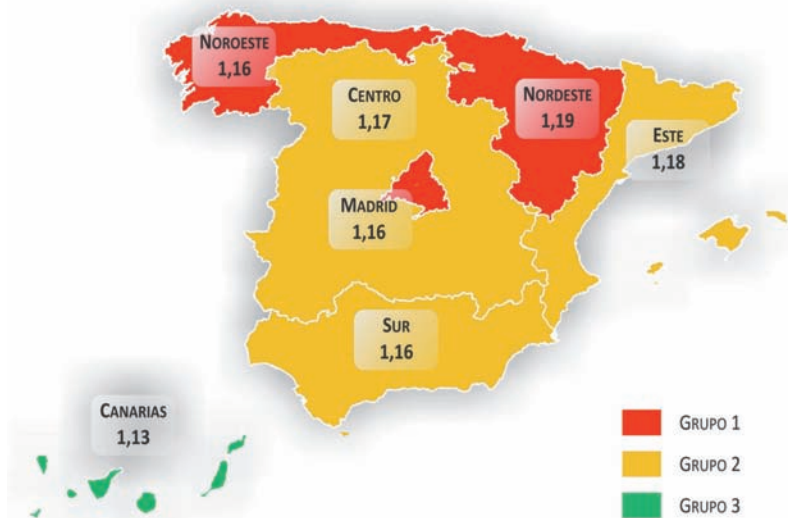 NOROESTE
1,16
CENTRO
1,17
NORDESTE
1,19
ESTE
1,18
MADRID
1,16
SUR
1,16
CANARIAS
1,13
GRUPO 1
GRUPO 2
GRUPO 3